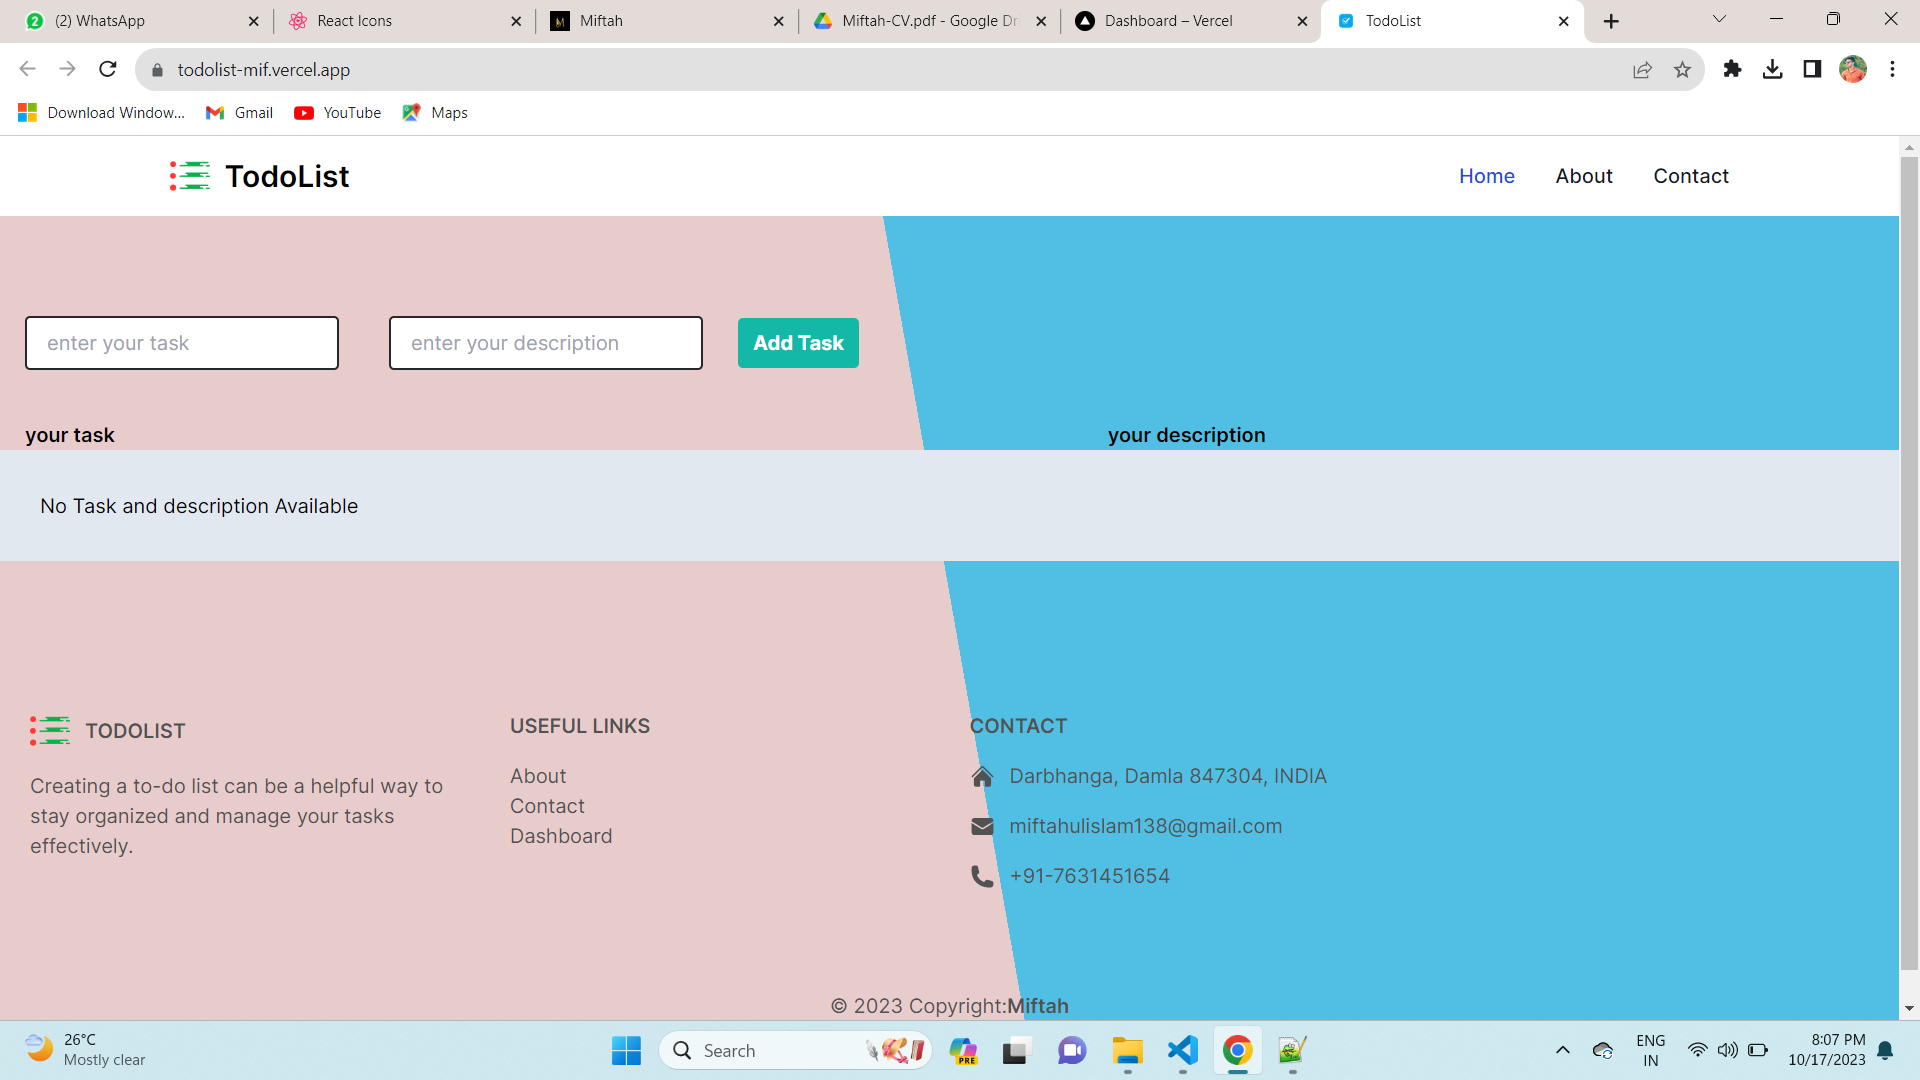 (2) WhatsApp
React Icons
Miftah
Miftah-CV.pdf - Google Dr
Dashboard – Vercel
TodoList
todolist-mif.vercel.app
Download Window...
Gmail
YouTube
Maps
TodoList
Home
About
Contact
enter your task
enter your description
Add Task
your task
your description
No Task and description Available
TODOLIST
Creating a to-do list can be a helpful way to
stay organized and manage your tasks
effectively.
USEFUL LINKS
About
Contact
Dashboard
CONTACT
Darbhanga, Damla 847304, INDIA
miftahulislam138@gmail.com
+91-7631451654
© 2023 Copyright:Miftah
26°C
Mostly clear
Search
PRE
ENG
IN
8:07 PM
10/17/2023